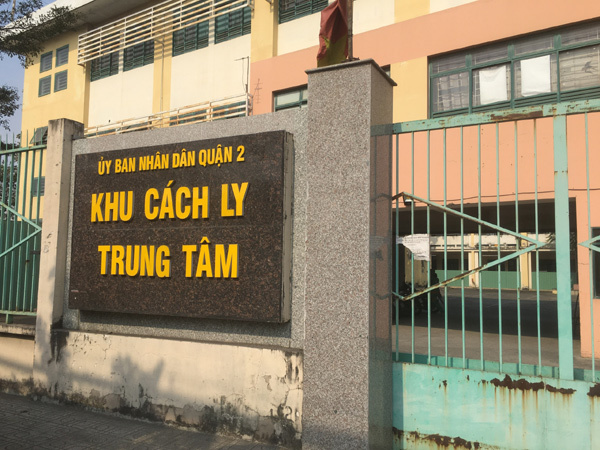 ỦY BAN NHÂN DÂN QUẬN 2
KHU CÁCH LY
TRUNG TÂM